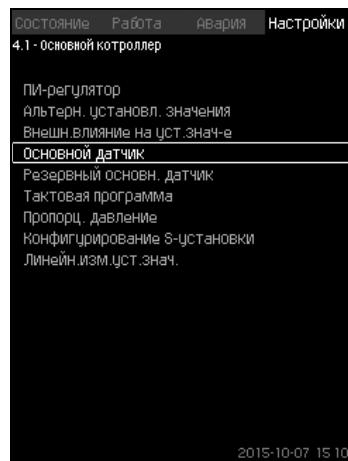 Состояние Работа Авария Настройки
4.1 - Основной котроллер
ПИ-регулятор
Альтерн. установл. значения
Внешн.влияние на уст.знач-е
Основной датчик
Резервный основн. датчик
Тактовая программа
Пропорц. давление
Конфигурирование S-установки
Линейн.изм.уст.знач.
2015-10-07 15 10